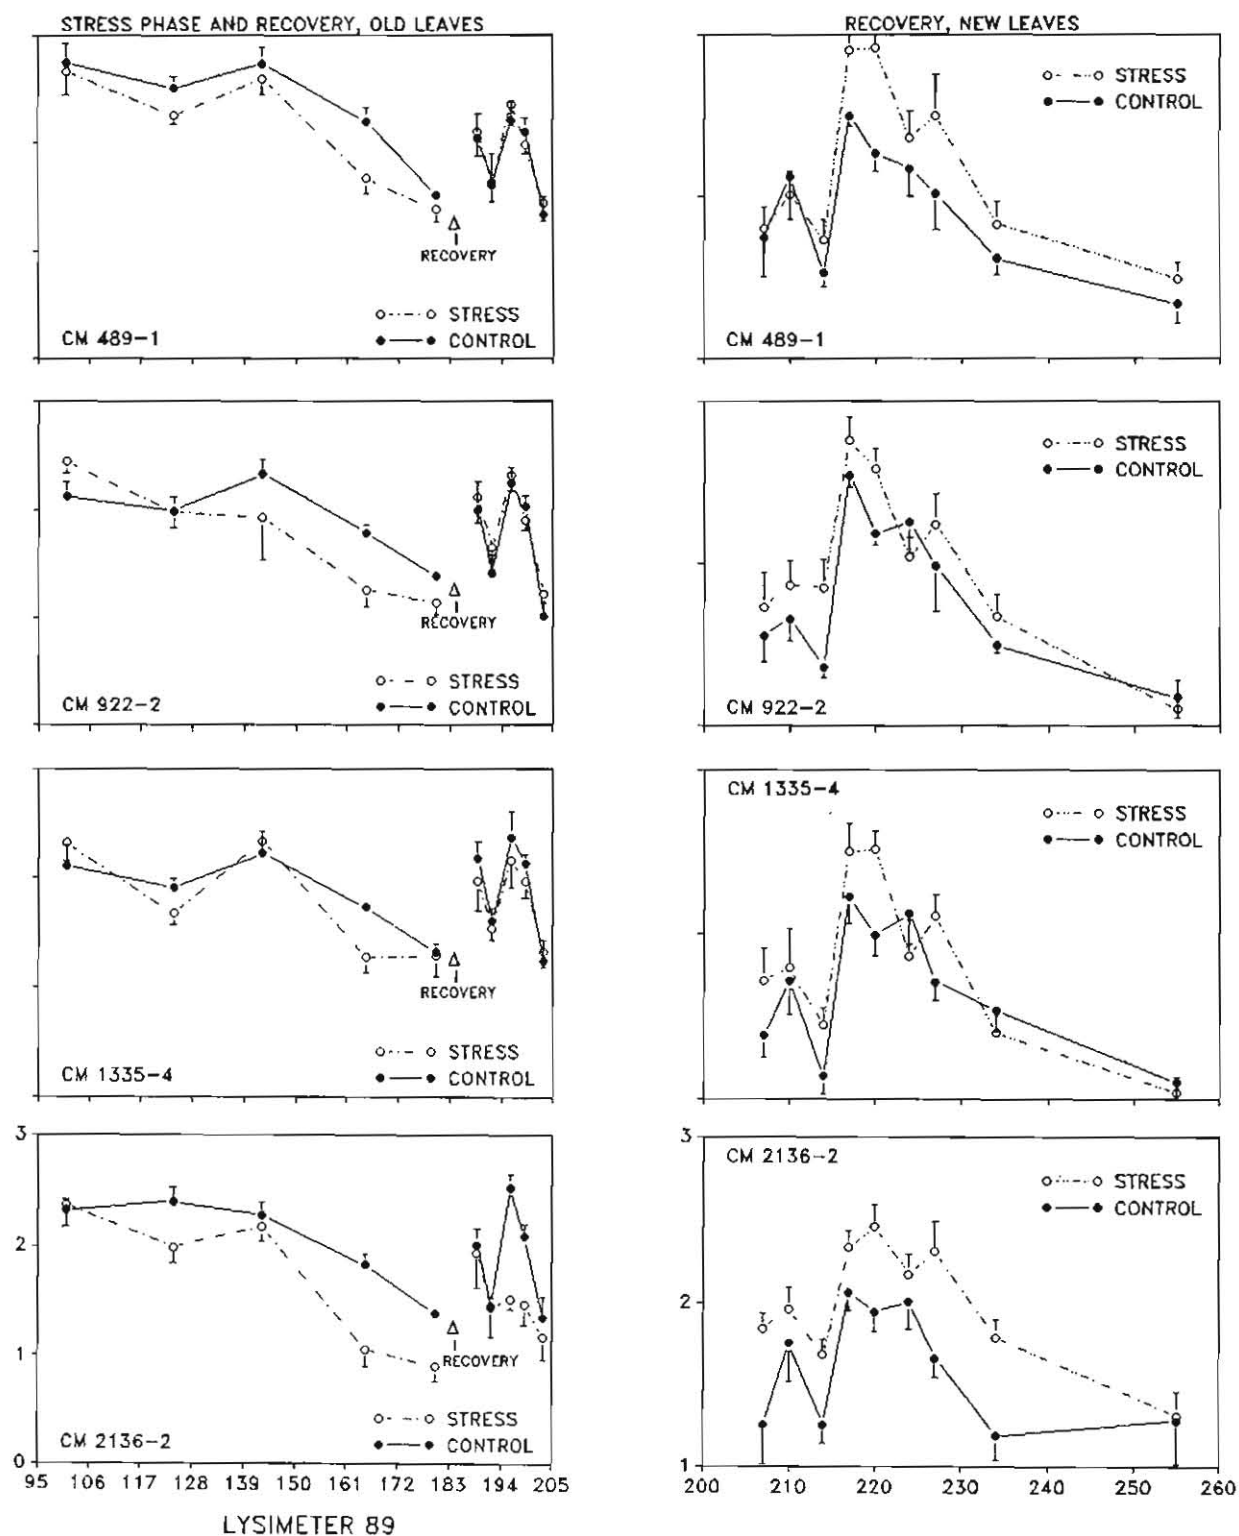 STRESS PHASE AND RECOVERY, OLD LEAVES
RECOVERY
STRESS
CONTROL
CM 489-1
RECOVERY
STRESS
CONTROL
CM 922-2
RECOVERY
STRESS
CONTROL
CM 1335-4
3
2
1
0
RECOVERY
STRESS
CONTROL
CM 2136-2
95 106 117 128 139 150 161 172 183 194 205
LYSIMETER 89
RECOVERY, NEW LEAVES
STRESS
CONTROL
CM 489-1
STRESS
CONTROL
CM 922-2
CM 1335-4
STRESS
CONTROL
3
2
1
CM 2136-2
STRESS
CONTROL
200 210 220 230 240 250 260